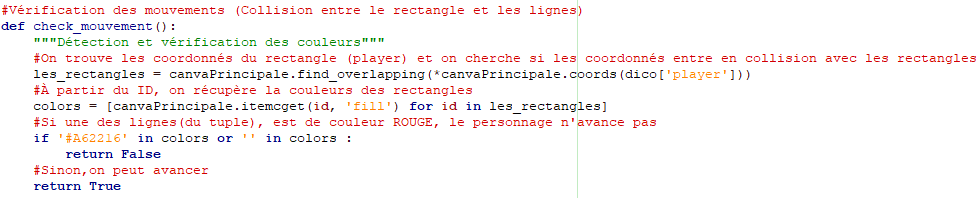 #Vérification des mouvements (Collision entre le rectangle et les lignes)
def check_mouvement():
    """Détection et vérification des couleurs"""
    #On trouve les coordonnés du rectangle (player) et on cherche si les coordonnés entre en collision avec les rectangles
    les_rectangles = canvaPrincipale.find_overlapping(*canvaPrincipale.coords(dico['player']))
    #À partir du ID, on récupère la couleurs des rectangles
    colors = [canvaPrincipale.itemcget(id, 'fill') for id in les_rectangles]
    #Si une des lignes(du tuple), est de couleur ROUGE, le personnage n'avance pas
    if '#A62216' in colors or '' in colors :
        return False
    #Sinon,on peut avancer
    return True